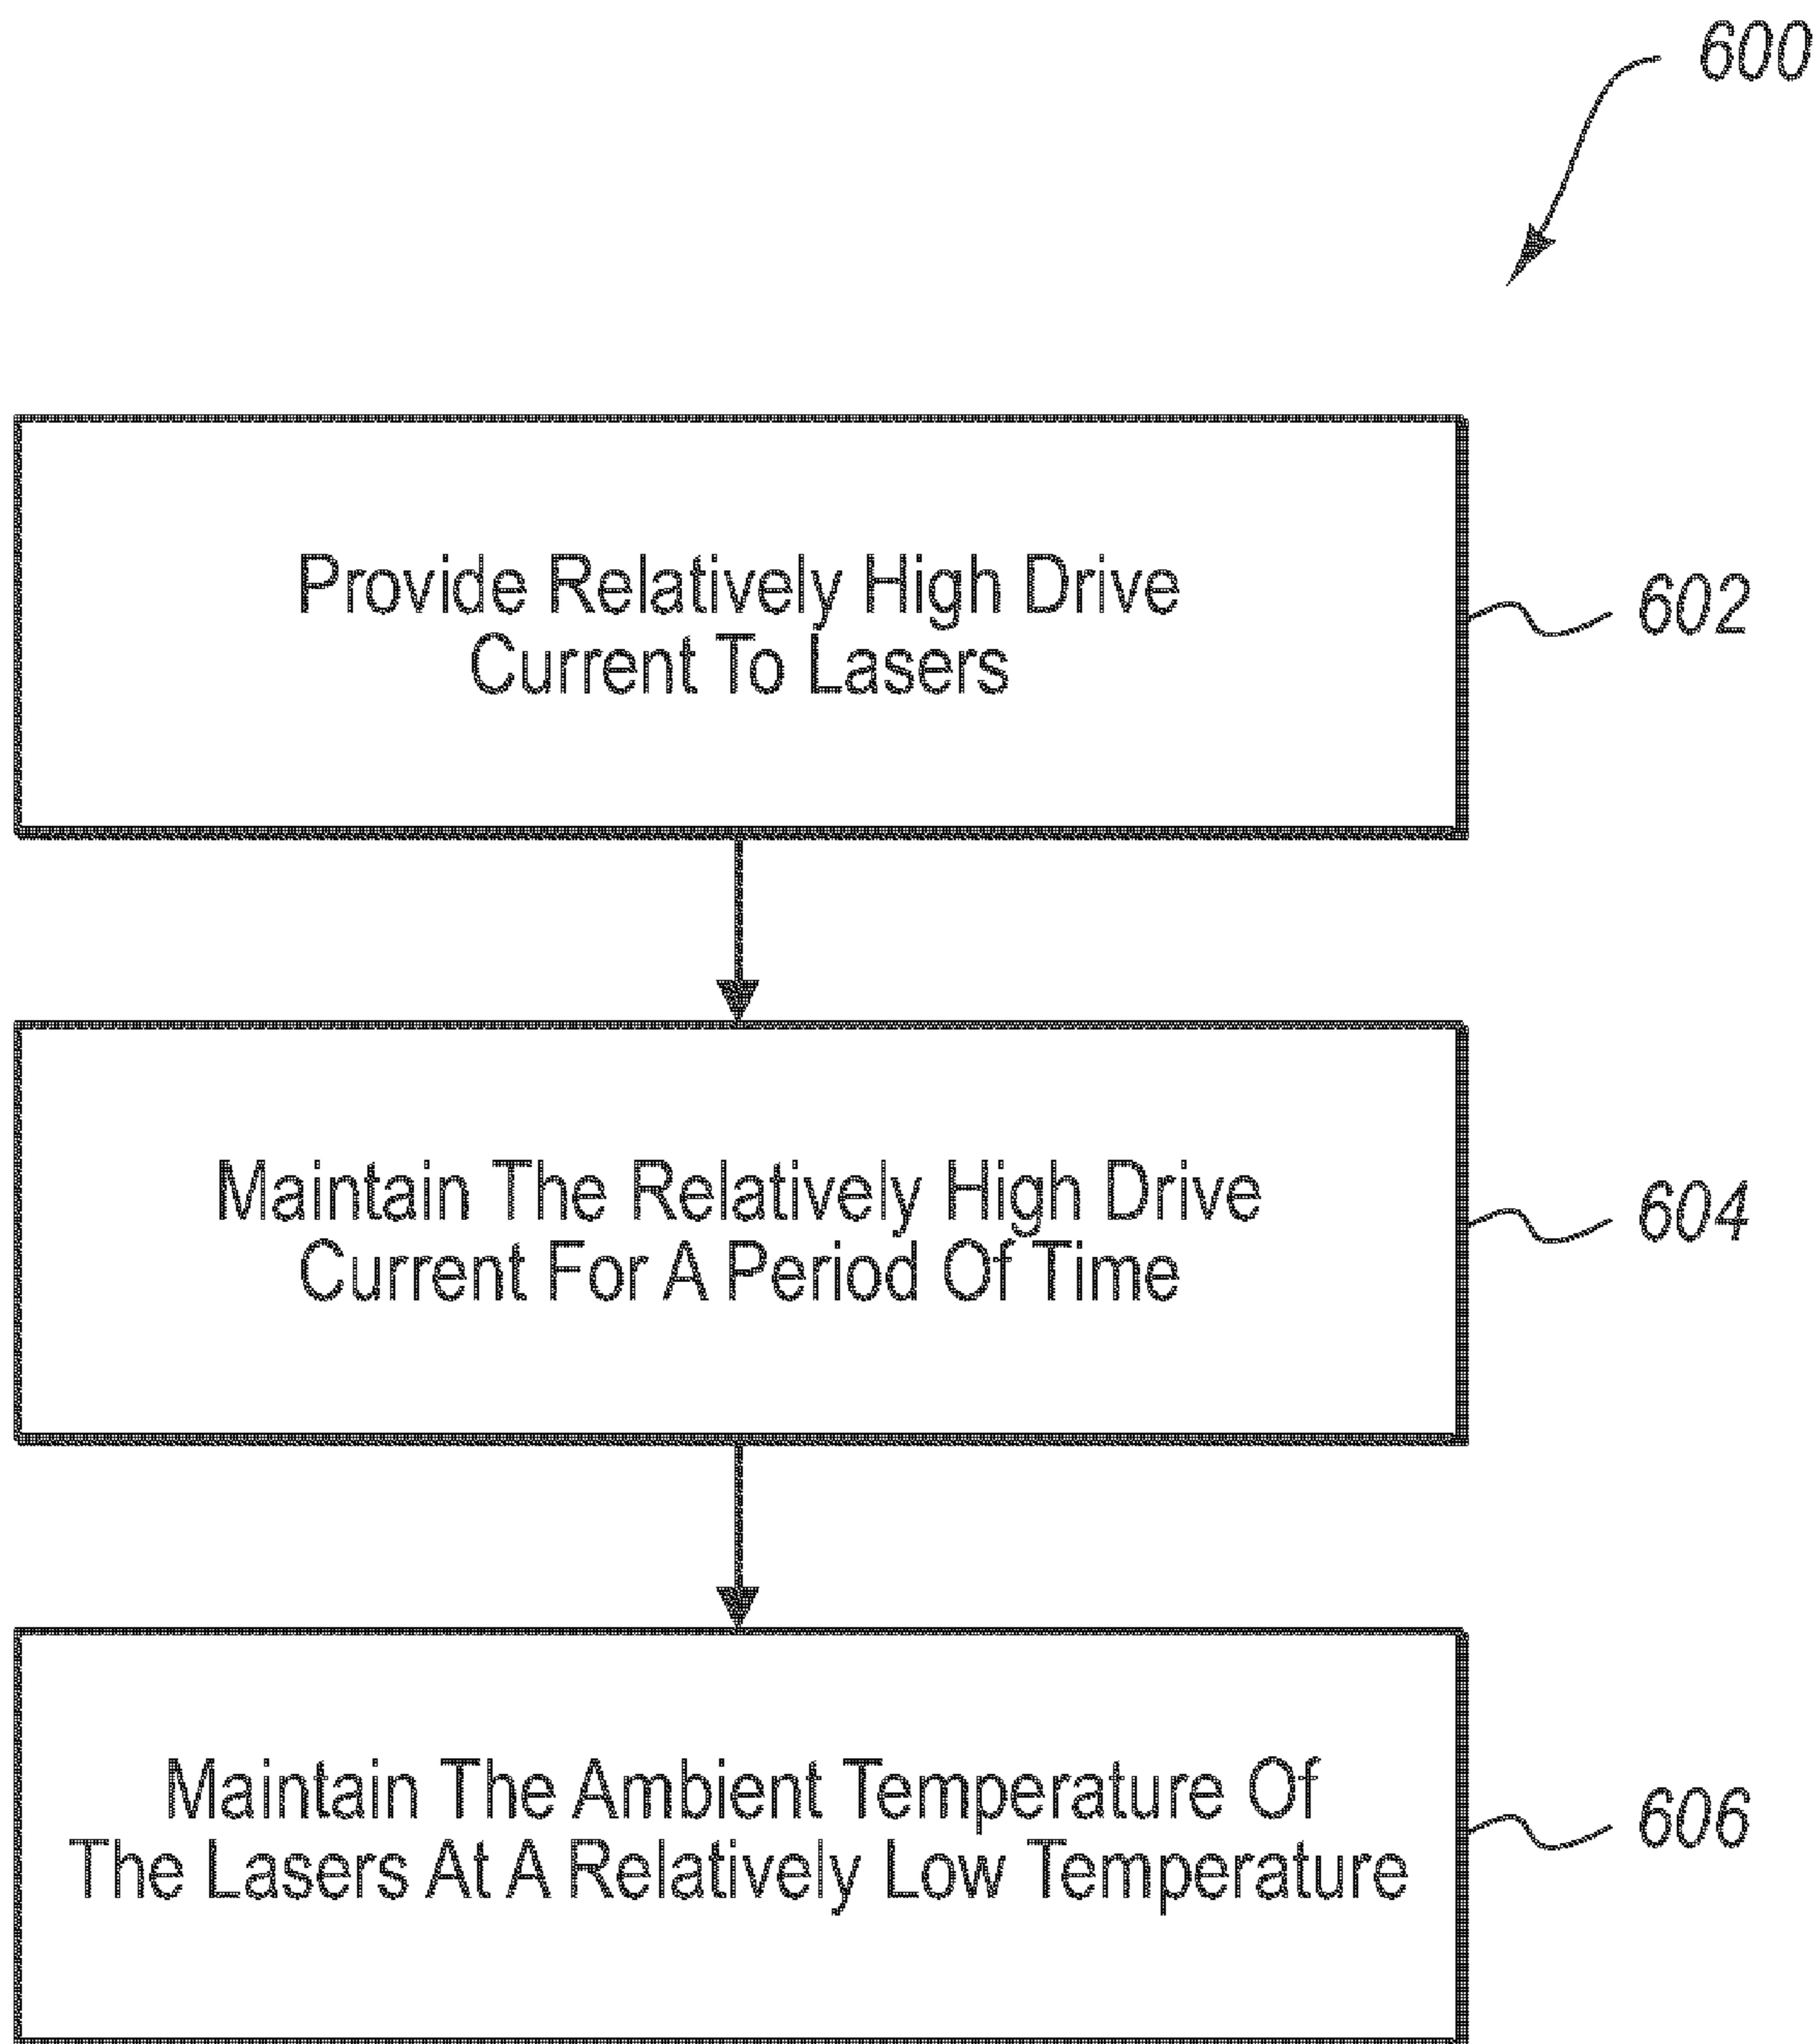 600
Provide Relatively High Drive
Current To Lasers
602
Maintain The Relatively High Drive
Current For A Period Of Time
604
Maintain The Ambient Temperature Of
The Lasers At A Relatively Low Temperature
606